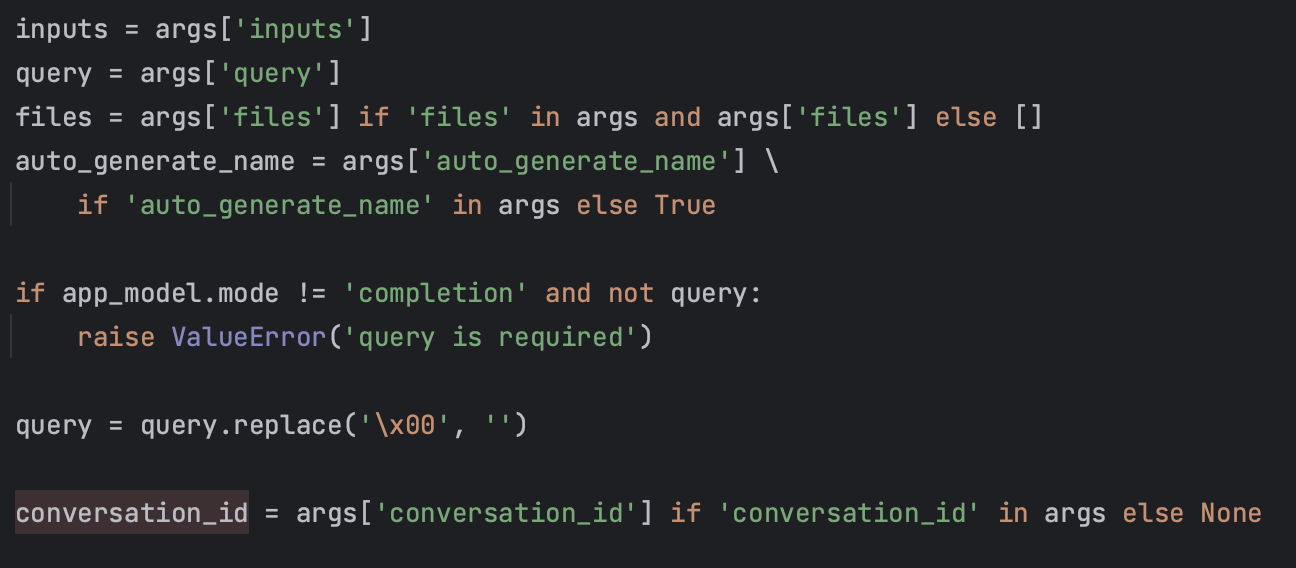 inputs = args['inputs']
query = args['query']
files = args['files'] if 'files' in args and args['files'] else []
auto_generate_name = args['auto_generate_name'] \
    if 'auto_generate_name' in args else True
if app_model.mode != 'completion' and not query:
    raise ValueError('query is required')
query = query.replace('\x00', '')
conversation_id = args['conversation_id'] if 'conversation_id' in args else None